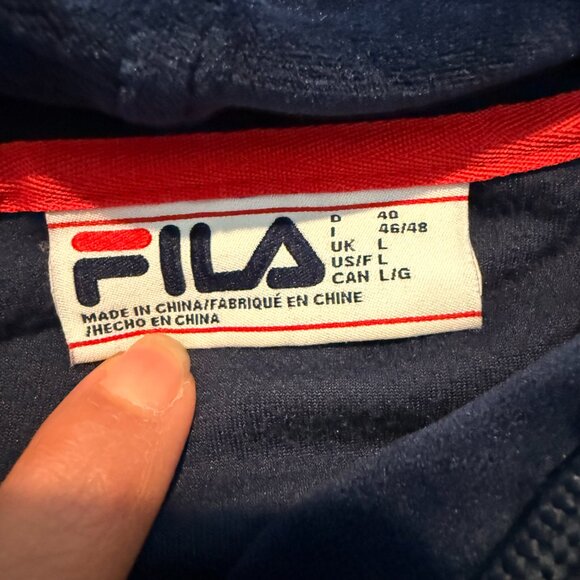 FILA
D 40
I 46/48
UK L
US/F L
CAN L/G
MADE IN CHINA/FABRIQUÉ EN CHINE
/HECHO EN CHINA